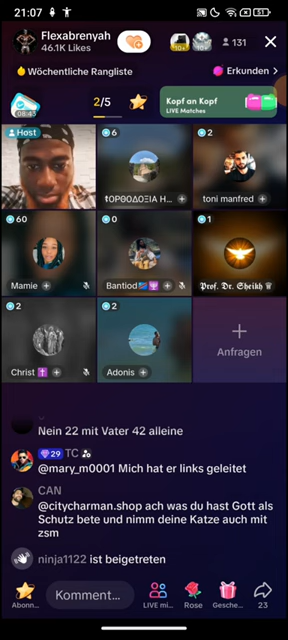 21:07
51
Flexabrenyah
46.1K Likes
10+
131
Wöchentliche Rangliste
Erkunden >
08:43
2/5
Kopf an Kopf
LIVE Matches
Host
6
2
toni manfred
60
0
1
Mamie
Bantiod
Prof. Dr. Sheikh
2
2
Christ
Adonis
Anfragen
Nein 22 mit Vater 42 alleine
29 TC
@mary_m0001 Mich hat er links geleitet
CAN
@citycharman.shop ach was du hast Gott als
Schutz bete und nimm deine Katze auch mit
zsm
ninja1122 ist beigetreten
Abonn...
Komment...
LIVE mi...
Rose
Gesche...
23